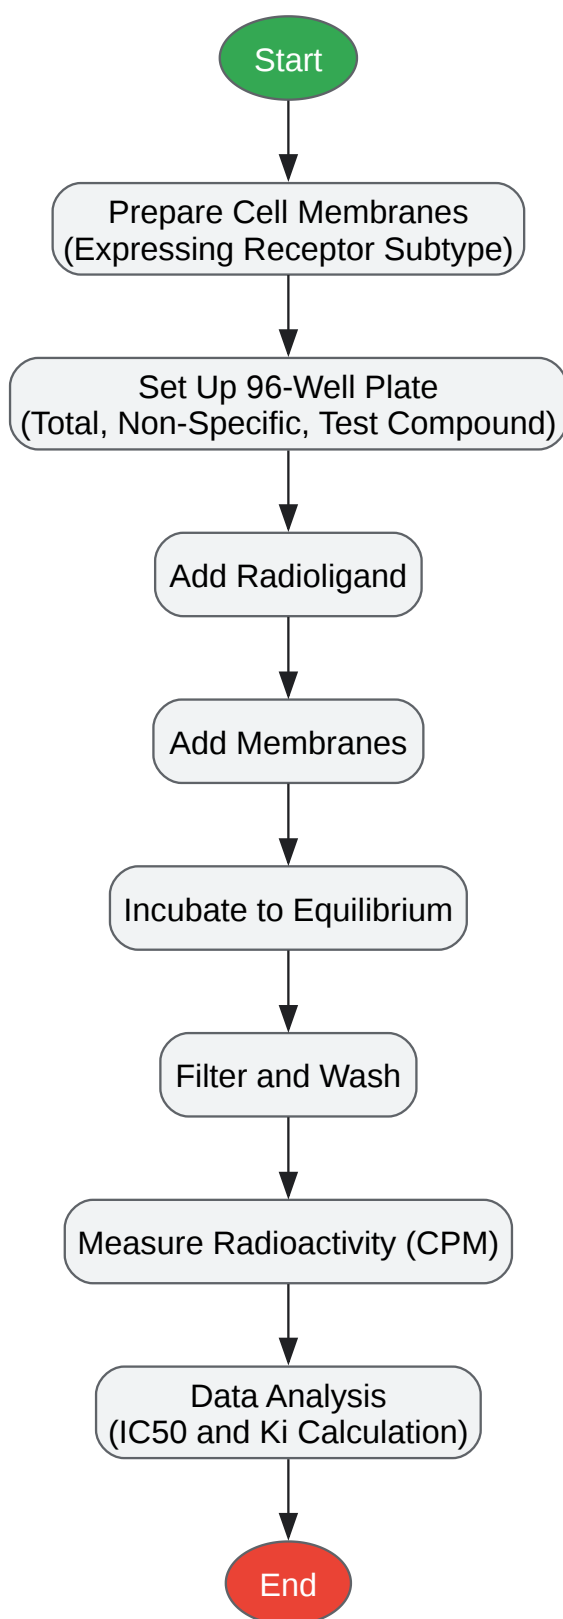 Start
Prepare Cell Membranes
(Expressing Receptor Subtype)
Set Up 96-Well Plate
(Total, Non-Specific, Test Compound)
Add Radioligand
Add Membranes
Incubate to Equilibrium
Filter and Wash
Measure Radioactivity (CPM)
Data Analysis
(IC50 and Ki Calculation)
End